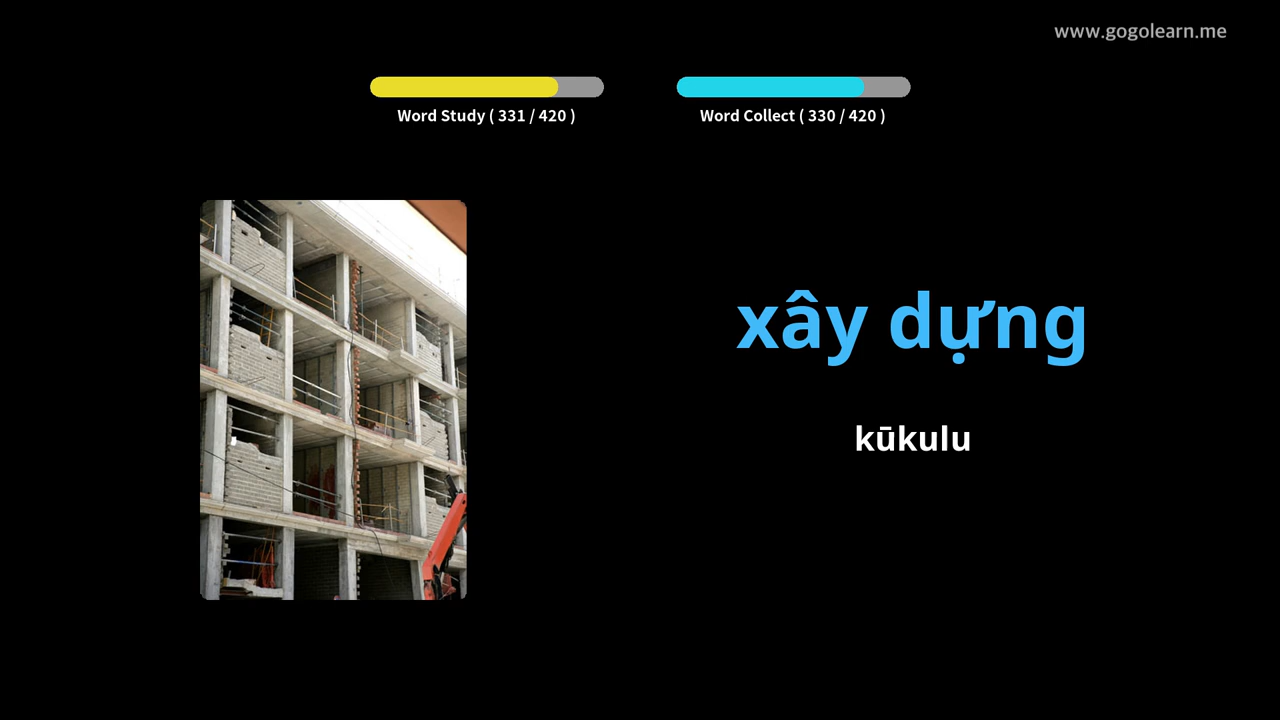 www.gogolearn.me
Word Study ( 331 / 420 )
Word Collect ( 330 / 420 )
xây dựng
kūkulu